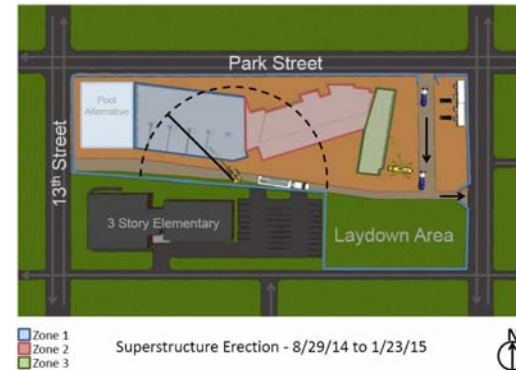 Park Street
Pool
Alternative
13th Street
3 Story Elementary
Laydown Area
Zone 1
Zone 2
Zone 3
Superstructure Erection - 8/29/14 to 1/23/15
N